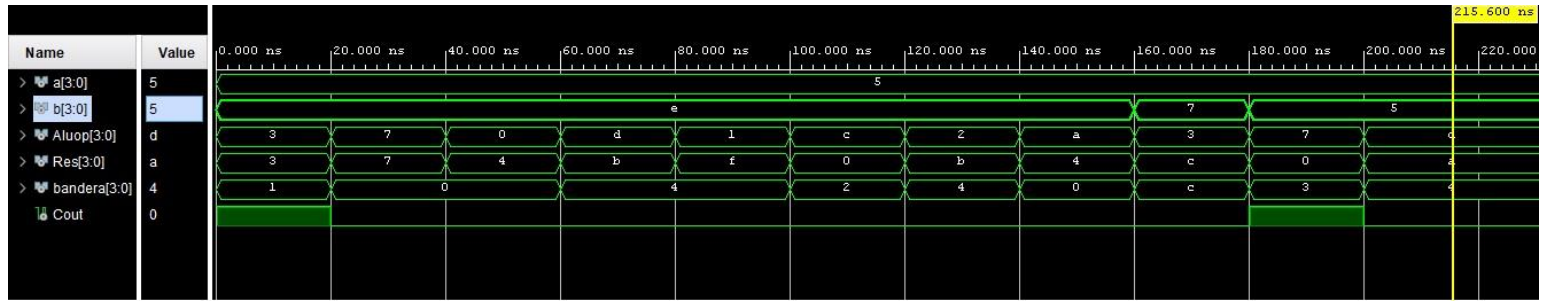 215.600 ns
Name Value 0.000 ns 20.000 ns 40.000 ns 60.000 ns 80.000 ns 100.000 ns 120.000 ns 140.000 ns 160.000 ns 180.000 ns 200.000 ns 220.000
a[3:0] 5 5
b[3:0] 5 e 7 5
Aluop[3:0] d 3 7 0 d 1 c 2 a 3 7 d
Res[3:0] a 3 7 4 b f 0 b 4 c 0 a
bandera[3:0] 4 1 0 4 2 4 0 c 3 4
Cout 0